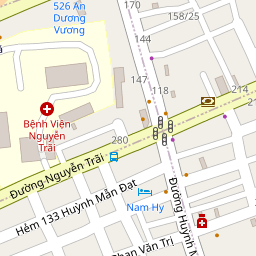 526 An
Dương
Vương
170
158/25
144
147
118
214
Bệnh Viện
Nguyễn
Trãi
280
Đường Nguyễn Trãi
Hẻm 133 Huỳnh Mẫn Đạt
Nam Hy
Đường Huỳnh M
Phan Văn Trị